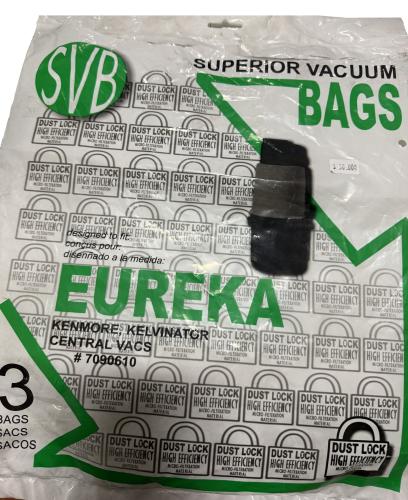 SVB
SUPERIOR VACUUM
BAGS
designed to fit:
conçus pour:
disennado a la medida:
EUREKA
KENMORE, KELVINATOR
CENTRAL VACS
# 7090610
3
BAGS
SACS
SACOS
DUST LOCK
HIGH EFFICIENCY
MICRO-FILTRATION
MATERIAL